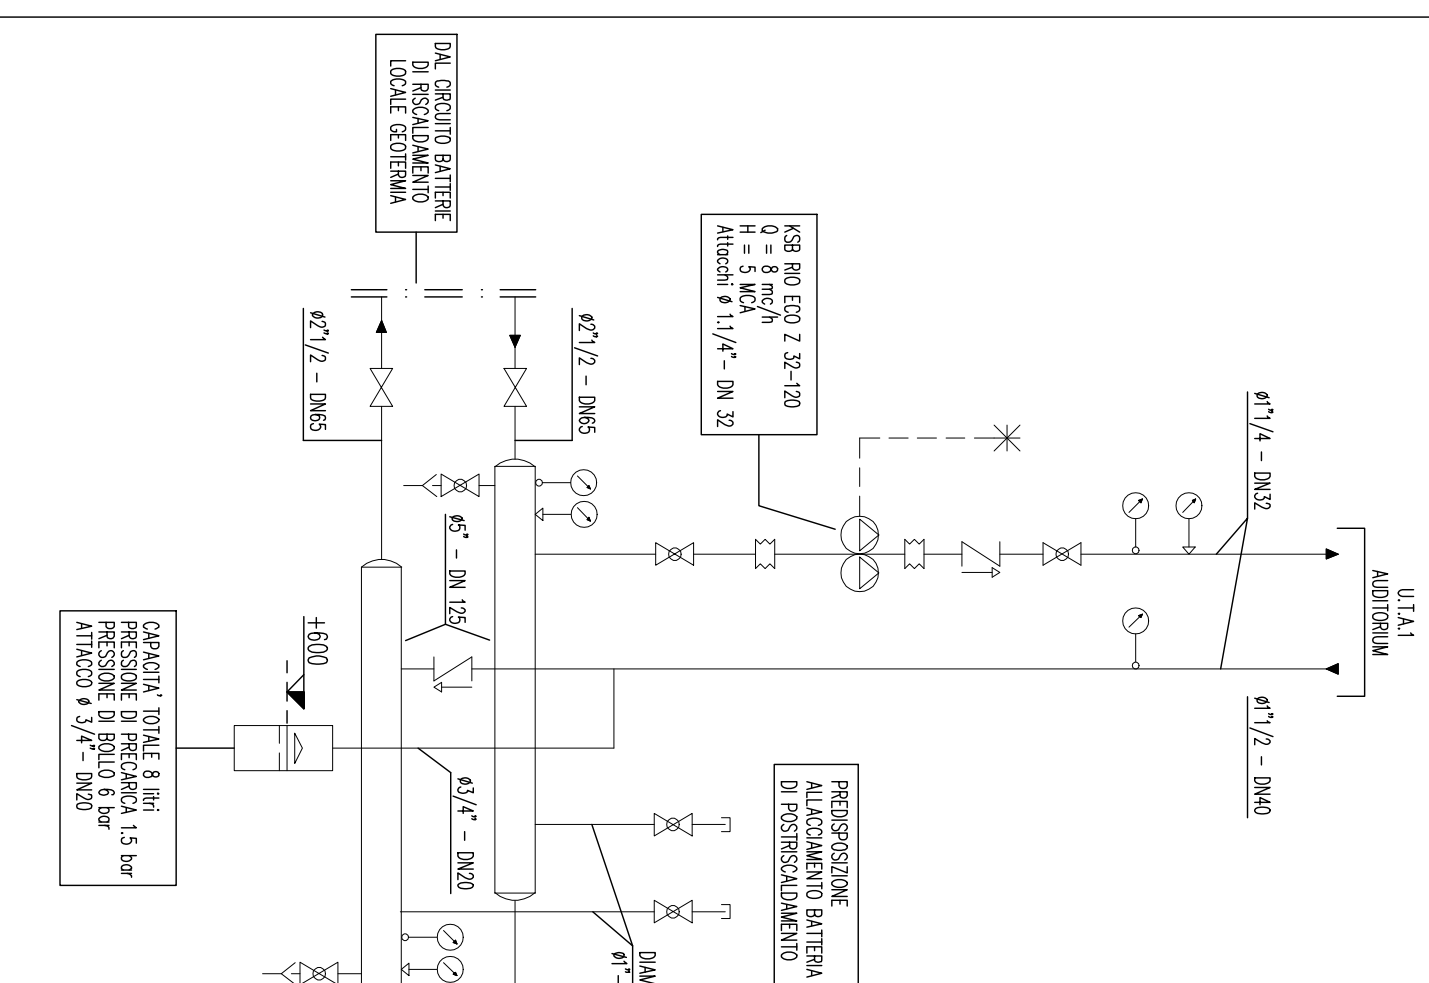 DAL CIRCUITO BATTERIE
DI RISCALDAMENTO
LOCALE GEOTERMIA
KSB RIO ECO Z 32-120
Q = 8 mc/h
H = 5 MCA
Attacchi ø 1.1/4"- DN 32
ø2"1/2 - DN65
ø2"1/2 - DN65
ø1"1/4 - DN32
U.T.A.1
AUDITORIUM
ø5" - DN 125
+600
CAPACITA' TOTALE 8 litri
PRESSIONE DI PRECARICA 1.5 bar
PRESSIONE DI BOLLO 6 bar
ATTACCO ø 3/4"- DN20
ø3/4" - DN20
ø1"1/2 - DN40
PREDISPOSIZIONE
ALLACCIAMENTO BATTERIA
DI POSTRISCALDAMENTO
DIAM
ø1"-